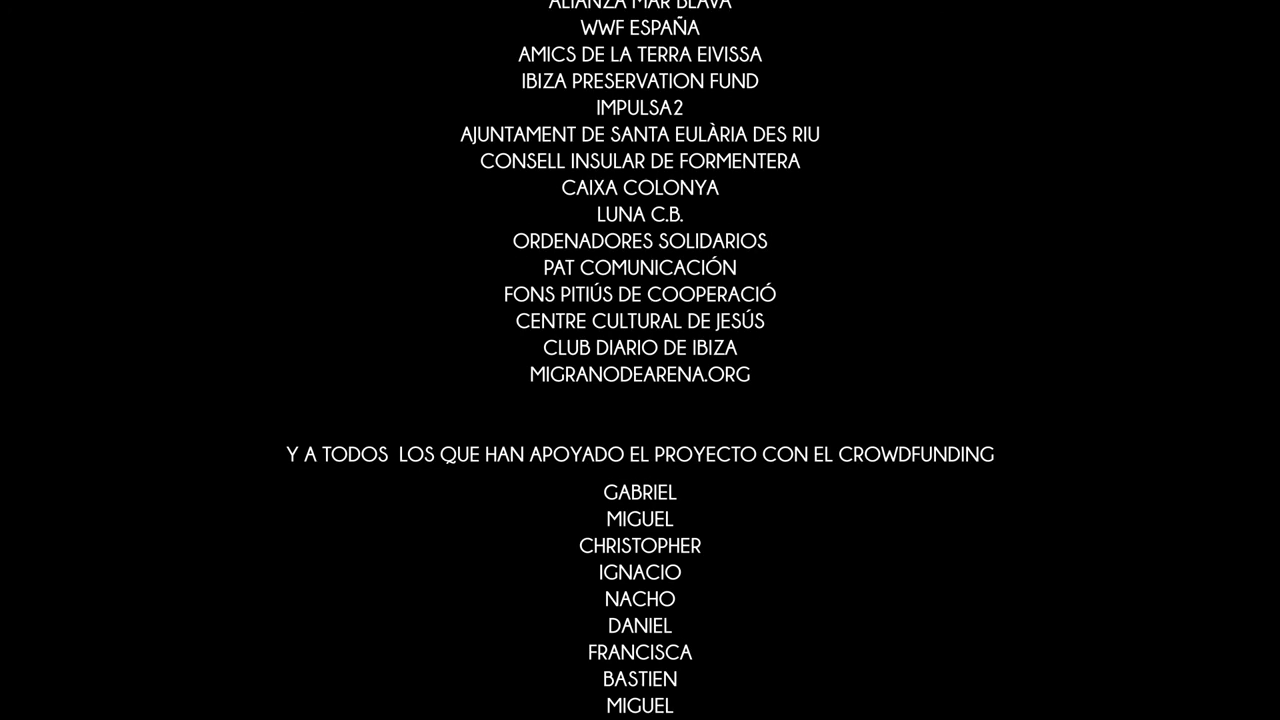 ALIANZA MAR BLAVA
WWF ESPAÑA
AMICS DE LA TERRA EIVISSA
IBIZA PRESERVATION FUND
IMPULSA2
AJUNTAMENT DE SANTA EULÀRIA DES RIU
CONSELL INSULAR DE FORMENTERA
CAIXA COLONYA
LUNA C.B.
ORDENADORES SOLIDARIOS
PAT COMUNICACIÓN
FONS PITIÚS DE COOPERACIÓ
CENTRE CULTURAL DE JESÚS
CLUB DIARIO DE IBIZA
MIGRANODEARENA.ORG
Y A TODOS  LOS QUE HAN APOYADO EL PROYECTO CON EL CROWDFUNDING
GABRIEL
MIGUEL
CHRISTOPHER
IGNACIO
NACHO
DANIEL
FRANCISCA
BASTIEN
MIGUEL